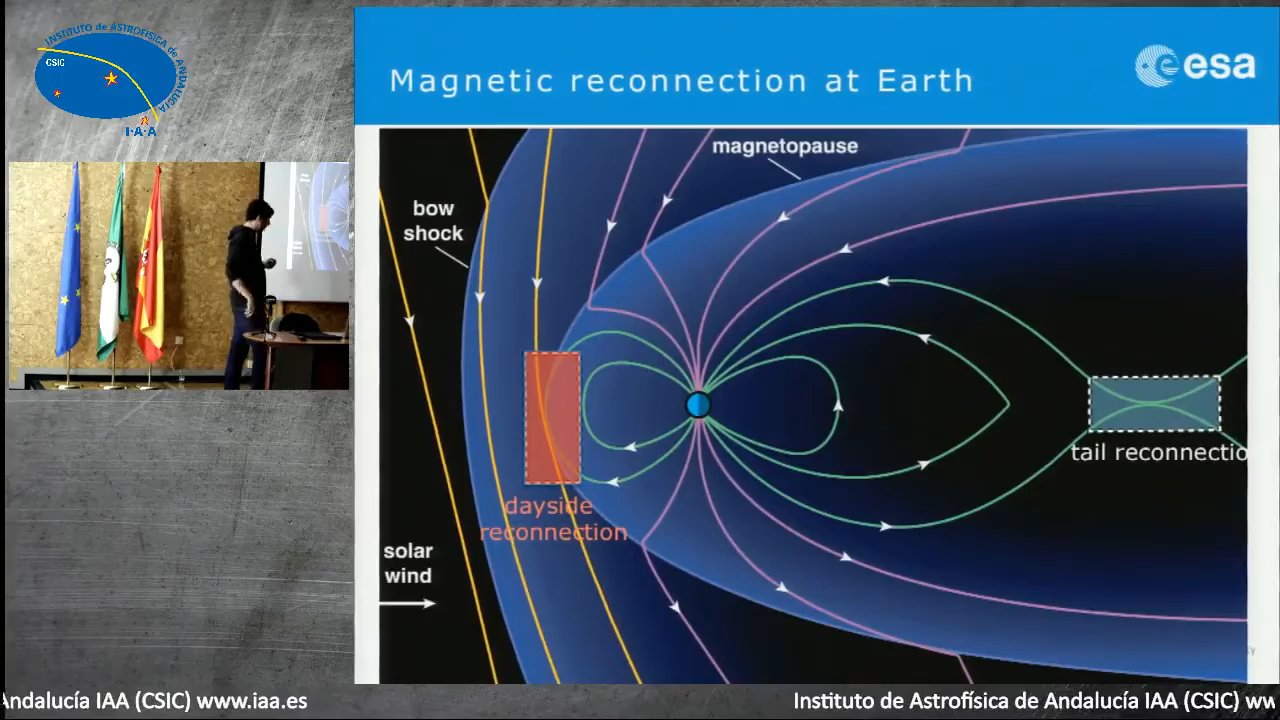 INSTITUTO de ASTROFÍSICA de ANDALUCÍA
CSIC
I·A·A
Magnetic reconnection at Earth
esa
magnetopause
bow
shock
dayside
reconnection
tail reconnectio
solar
wind
Andalucía IAA (CSIC) www.iaa.es
Instituto de Astrofísica de Andalucía IAA (CSIC) ww